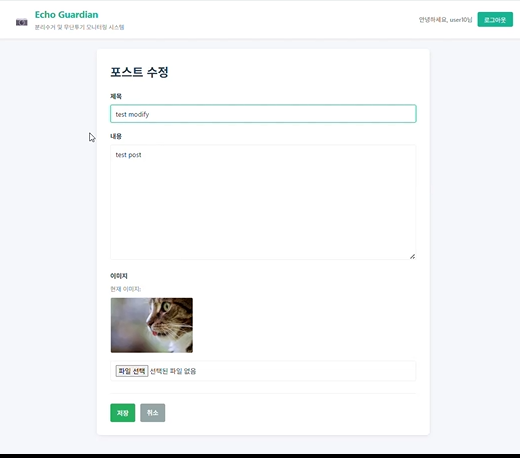 Echo Guardian
분리수거 및 무단투기 모니터링 시스템
안녕하세요, user10님
로그아웃
포스트 수정
제목
test modify
내용
test post
이미지
현재 이미지:
파일 선택 선택된 파일 없음
저장
취소